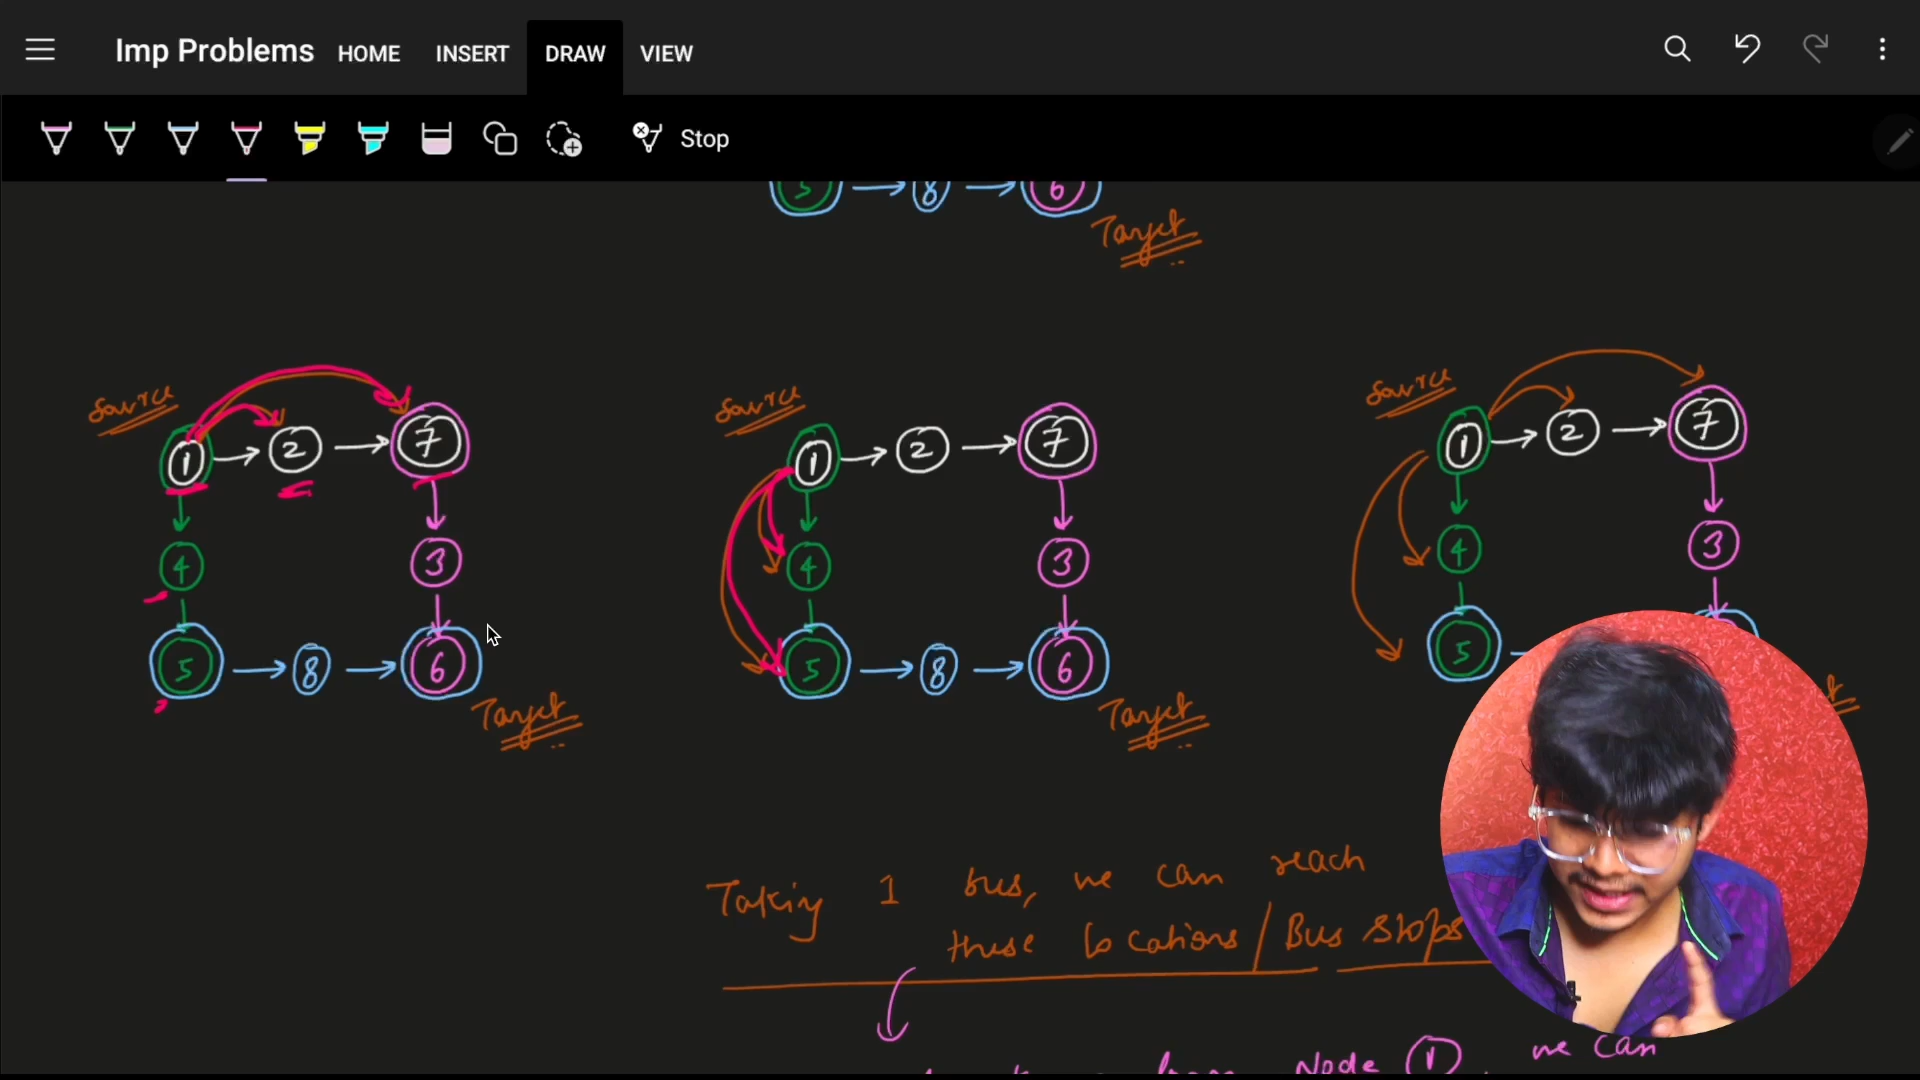 Imp Problems HOME INSERT DRAW VIEW
Stop
5 8 6
Target
Source Source Source
1 2 7 1 2 7 1 2 7
4 3 4 3 4 3
5 8 6 5 8 6 5
Target Target
Taking 1 bus, we can reach
these locations / Bus stops
Node 1, we can